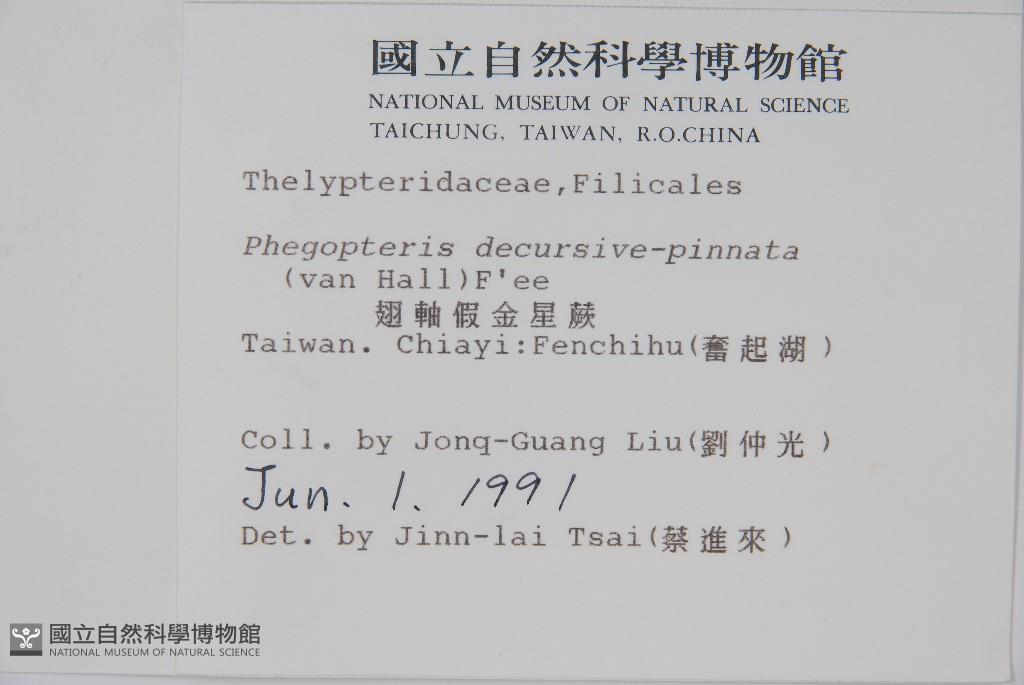 國立自然科學博物館
NATIONAL MUSEUM OF NATURAL SCIENCE
TAICHUNG, TAIWAN, R.O.CHINA
Thelypteridaceae,Filicales
Phegopteris decursive-pinnata
(van Hall)F'ee
翅軸假金星蕨
Taiwan. Chiayi:Fenchihu(奮起湖)
Coll. by Jonq-Guang Liu(劉仲光)
Jun. 1. 1991
Det. by Jinn-lai Tsai(蔡進來)
國立自然科學博物館
NATIONAL MUSEUM OF NATURAL SCIENCE